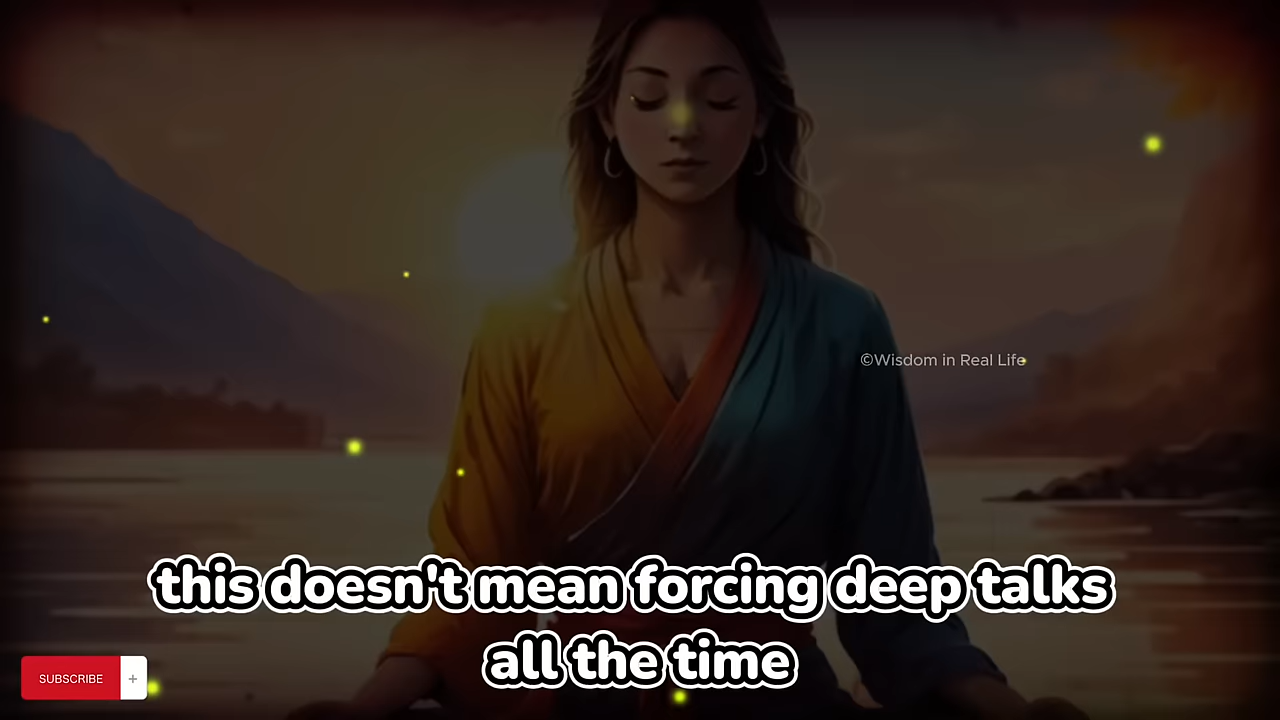 ©Wisdom in Real Life
this doesn't mean forcing deep talks
all the time
SUBSCRIBE +